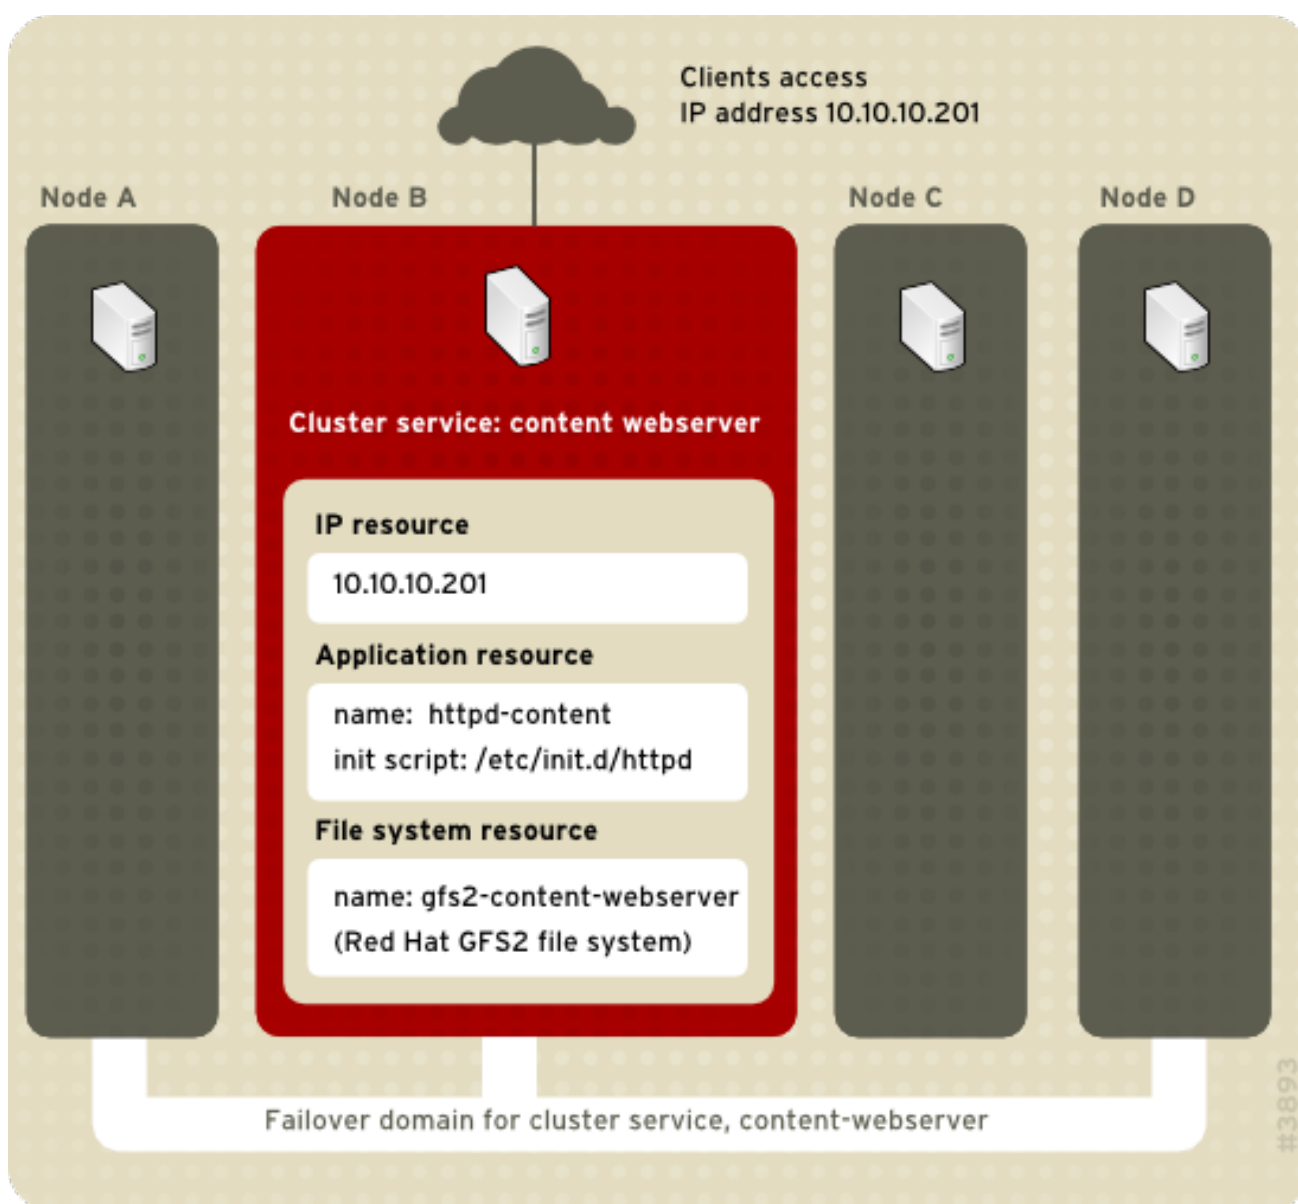 Clients access
IP address 10.10.10.201
Node A
Node B
Node C
Node D
Cluster service: content webserver
IP resource
10.10.10.201
Application resource
name: httpd-content
init script: /etc/init.d/httpd
File system resource
name: gfs2-content-webserver
(Red Hat GFS2 file system)
Failover domain for cluster service, content-webserver
#3893